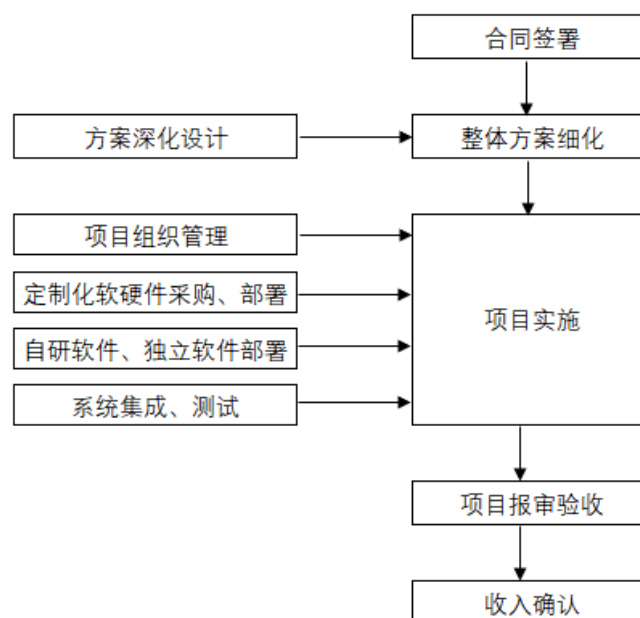 合同签署
方案深化设计
整体方案细化
项目组织管理
定制化软硬件采购、部署
自研软件、独立软件部署
系统集成、测试
项目实施
项目报审验收
收入确认